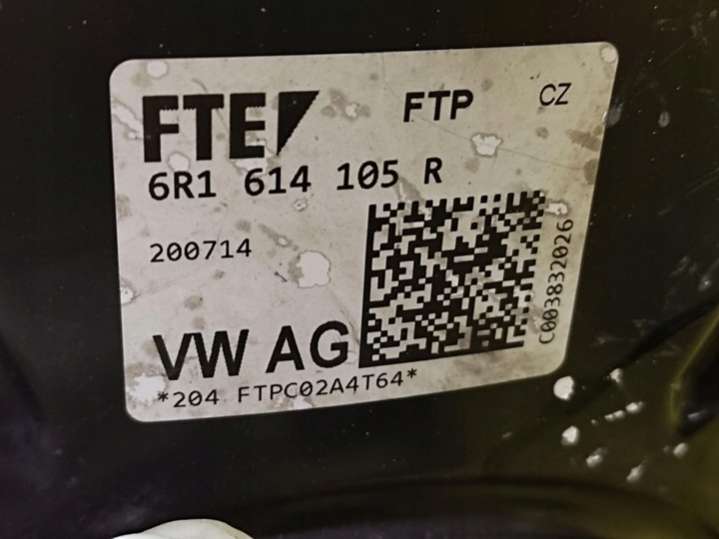 FTE FTP CZ
6R1 614 105 R
200714
C003832026
VW AG
*204 FTPC02A4T64*